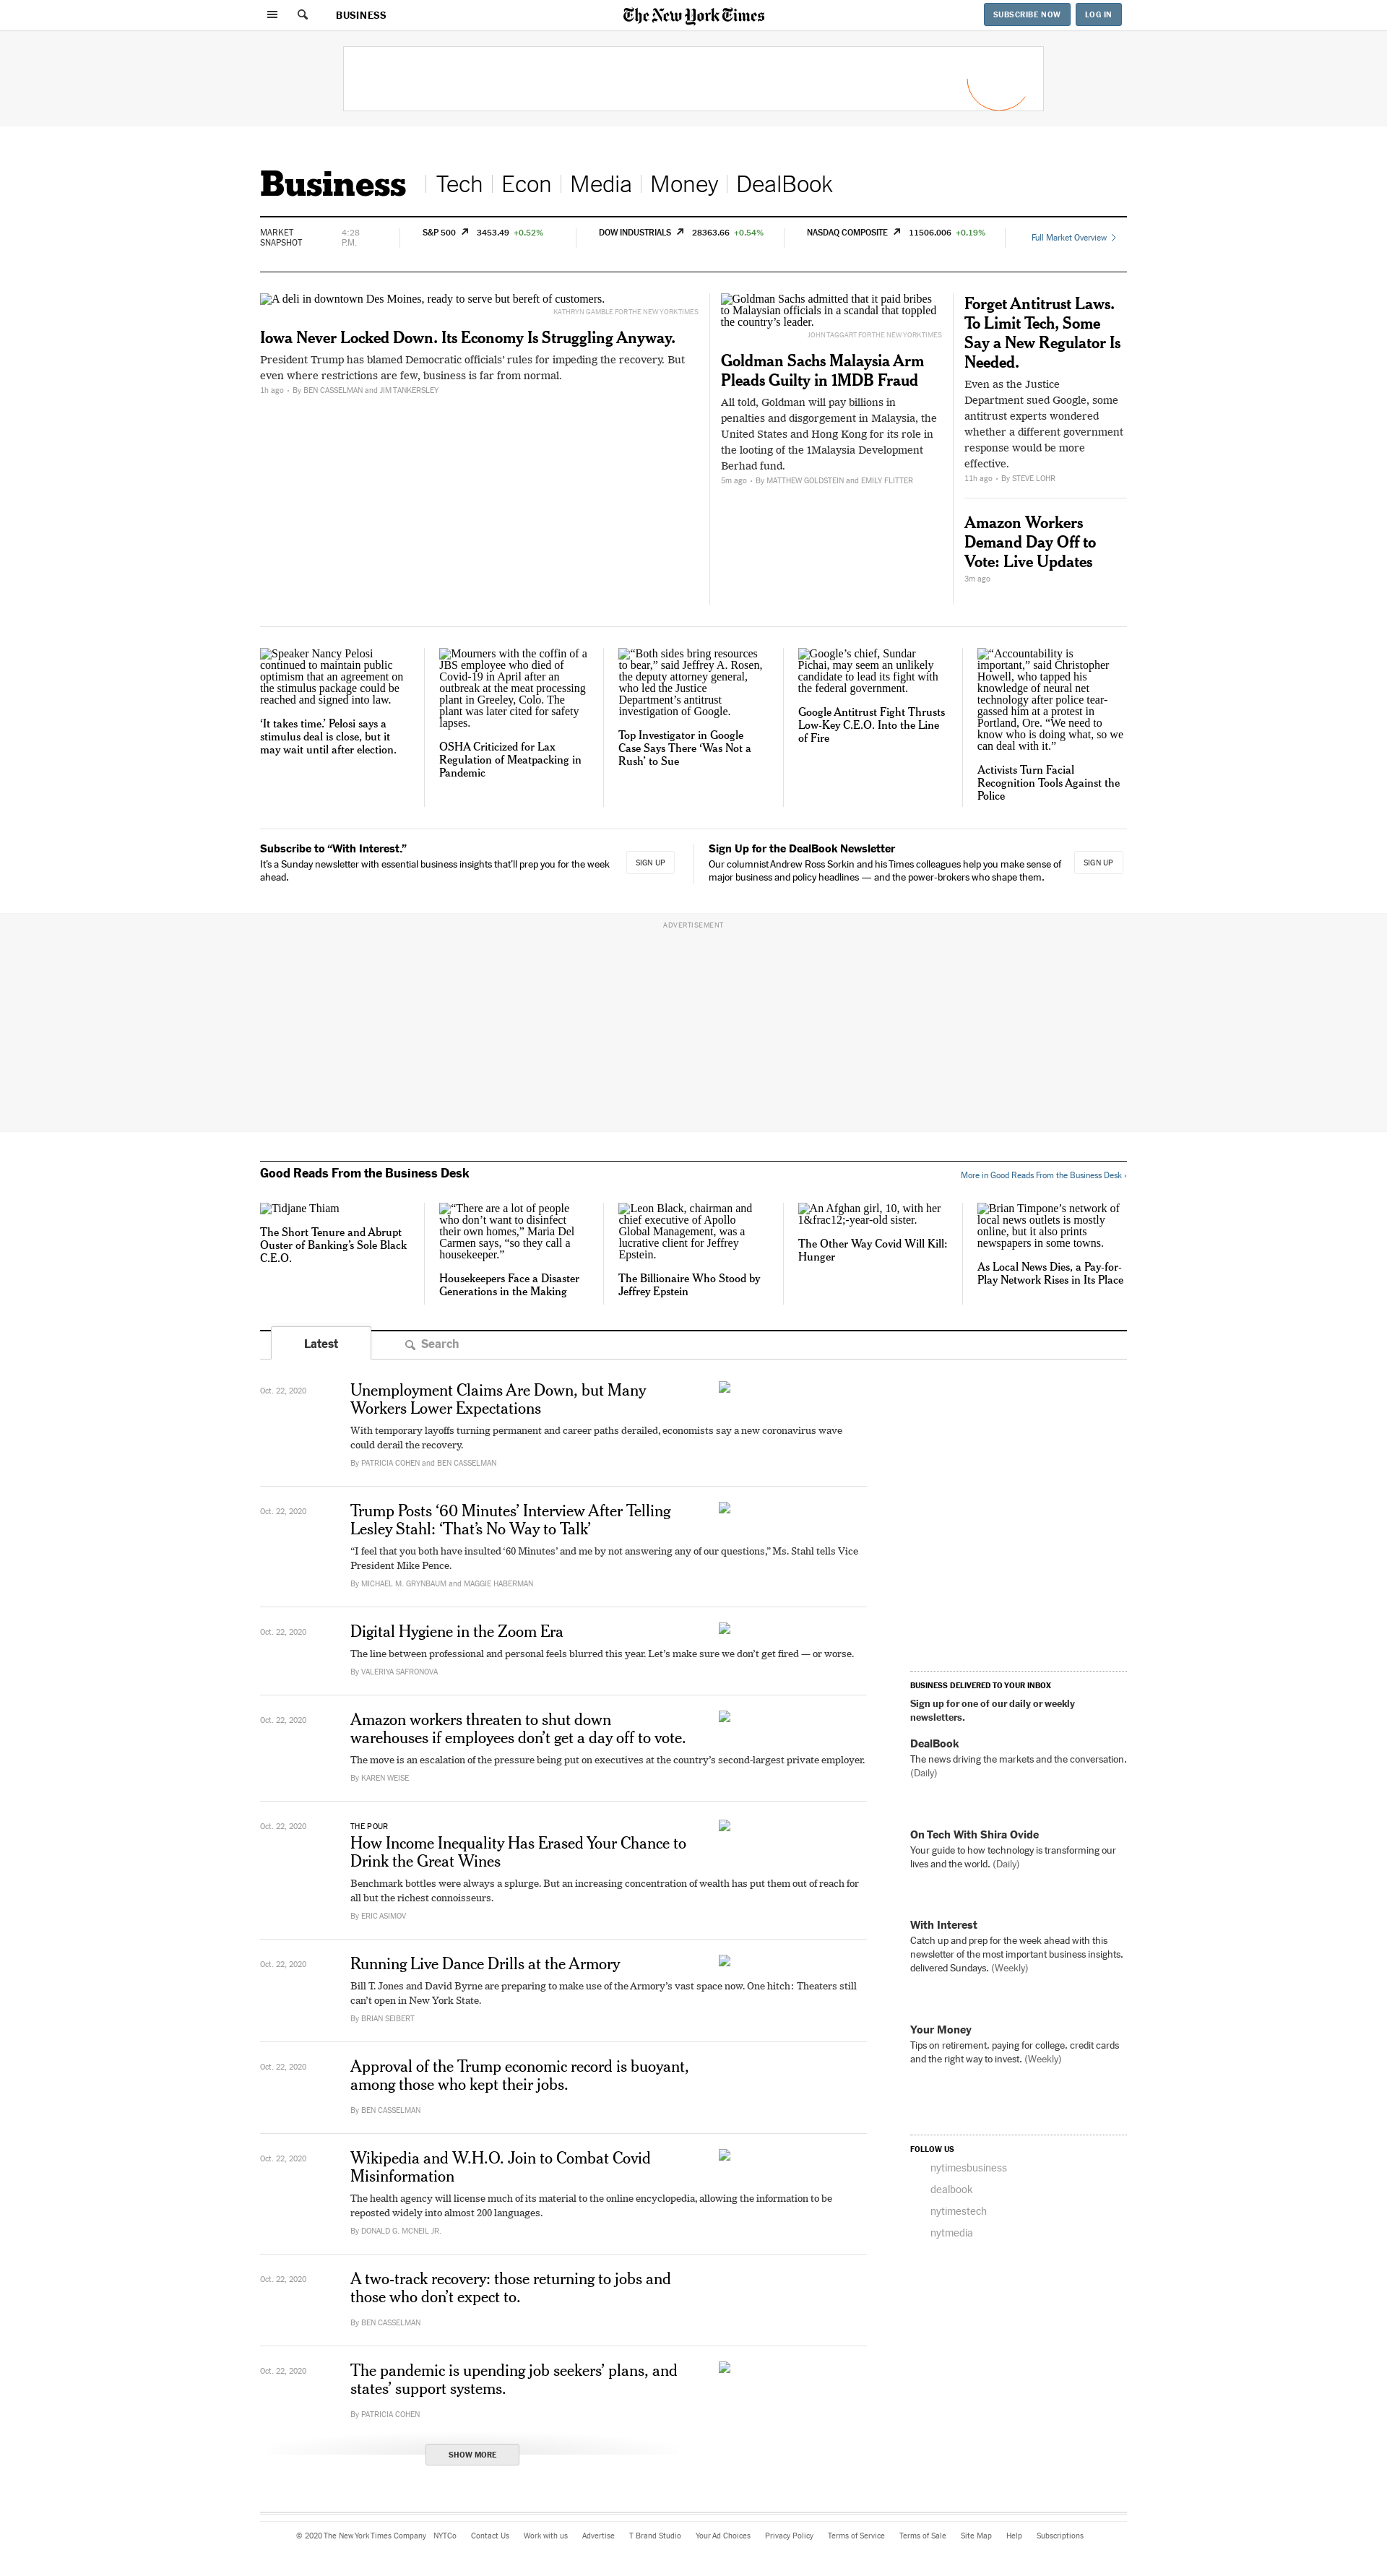 BUSINESS
The New York Times
SUBSCRIBE NOW
LOG IN
Business
Tech
Econ
Media
Money
DealBook
MARKET
SNAPSHOT
4:28
P.M.
S&P 500 3453.49 +0.52%
DOW INDUSTRIALS 28363.66 +0.54%
NASDAQ COMPOSITE 11506.006 +0.19%
Full Market Overview
A deli in downtown Des Moines, ready to serve but bereft of customers.
KATHRYN GAMBLE FOR THE NEW YORK TIMES
Iowa Never Locked Down. Its Economy Is Struggling Anyway.
President Trump has blamed Democratic officials’ rules for impeding the recovery. But
even where restrictions are few, business is far from normal.
1h ago • By BEN CASSELMAN and JIM TANKERSLEY
Goldman Sachs admitted that it paid bribes
to Malaysian officials in a scandal that toppled
the country’s leader.
JOHN TAGGART FOR THE NEW YORK TIMES
Goldman Sachs Malaysia Arm
Pleads Guilty in 1MDB Fraud
All told, Goldman will pay billions in
penalties and disgorgement in Malaysia, the
United States and Hong Kong for its role in
the looting of the 1Malaysia Development
Berhad fund.
5m ago • By MATTHEW GOLDSTEIN and EMILY FLITTER
Forget Antitrust Laws.
To Limit Tech, Some
Say a New Regulator Is
Needed.
Even as the Justice
Department sued Google, some
antitrust experts wondered
whether a different government
response would be more
effective.
11h ago • By STEVE LOHR
Amazon Workers
Demand Day Off to
Vote: Live Updates
3m ago
Speaker Nancy Pelosi
continued to maintain public
optimism that an agreement on
the stimulus package could be
reached and signed into law.
‘It takes time.’ Pelosi says a
stimulus deal is close, but it
may wait until after election.
Mourners with the coffin of a
JBS employee who died of
Covid-19 in April after an
outbreak at the meat processing
plant in Greeley, Colo. The
plant was later cited for safety
lapses.
OSHA Criticized for Lax
Regulation of Meatpacking in
Pandemic
“Both sides bring resources
to bear,” said Jeffrey A. Rosen,
the deputy attorney general,
who led the Justice
Department’s antitrust
investigation of Google.
Top Investigator in Google
Case Says There ‘Was Not a
Rush’ to Sue
Google’s chief, Sundar
Pichai, may seem an unlikely
candidate to lead its fight with
the federal government.
Google Antitrust Fight Thrusts
Low-Key C.E.O. Into the Line
of Fire
“Accountability is
important,” said Christopher
Howell, who tapped his
knowledge of neural net
technology after police tear-
gassed him at a protest in
Portland, Ore. “We need to
know who is doing what, so we
can deal with it.”
Activists Turn Facial
Recognition Tools Against the
Police
Subscribe to “With Interest.”
It’s a Sunday newsletter with essential business insights that’ll prep you for the week
ahead.
SIGN UP
Sign Up for the DealBook Newsletter
Our columnist Andrew Ross Sorkin and his Times colleagues help you make sense of
major business and policy headlines — and the power-brokers who shape them.
SIGN UP
ADVERTISEMENT
Good Reads From the Business Desk
More in Good Reads From the Business Desk ›
Tidjane Thiam
The Short Tenure and Abrupt
Ouster of Banking’s Sole Black
C.E.O.
“There are a lot of people
who don’t want to disinfect
their own homes,” Maria Del
Carmen says, “so they call a
housekeeper.”
Housekeepers Face a Disaster
Generations in the Making
Leon Black, chairman and
chief executive of Apollo
Global Management, was a
lucrative client for Jeffrey
Epstein.
The Billionaire Who Stood by
Jeffrey Epstein
An Afghan girl, 10, with her
1&frac12;-year-old sister.
The Other Way Covid Will Kill:
Hunger
Brian Timpone’s network of
local news outlets is mostly
online, but it also prints
newspapers in some towns.
As Local News Dies, a Pay-for-
Play Network Rises in Its Place
Latest
Search
Oct. 22, 2020
Unemployment Claims Are Down, but Many
Workers Lower Expectations
With temporary layoffs turning permanent and career paths derailed, economists say a new coronavirus wave
could derail the recovery.
By PATRICIA COHEN and BEN CASSELMAN
Oct. 22, 2020
Trump Posts ‘60 Minutes’ Interview After Telling
Lesley Stahl: ‘That’s No Way to Talk’
“I feel that you both have insulted ‘60 Minutes’ and me by not answering any of our questions,” Ms. Stahl tells Vice
President Mike Pence.
By MICHAEL M. GRYNBAUM and MAGGIE HABERMAN
Oct. 22, 2020
Digital Hygiene in the Zoom Era
The line between professional and personal feels blurred this year. Let’s make sure we don’t get fired — or worse.
By VALERIYA SAFRONOVA
Oct. 22, 2020
Amazon workers threaten to shut down
warehouses if employees don’t get a day off to vote.
The move is an escalation of the pressure being put on executives at the country’s second-largest private employer.
By KAREN WEISE
Oct. 22, 2020
THE POUR
How Income Inequality Has Erased Your Chance to
Drink the Great Wines
Benchmark bottles were always a splurge. But an increasing concentration of wealth has put them out of reach for
all but the richest connoisseurs.
By ERIC ASIMOV
Oct. 22, 2020
Running Live Dance Drills at the Armory
Bill T. Jones and David Byrne are preparing to make use of the Armory’s vast space now. One hitch: Theaters still
can’t open in New York State.
By BRIAN SEIBERT
Oct. 22, 2020
Approval of the Trump economic record is buoyant,
among those who kept their jobs.
By BEN CASSELMAN
Oct. 22, 2020
Wikipedia and W.H.O. Join to Combat Covid
Misinformation
The health agency will license much of its material to the online encyclopedia, allowing the information to be
reposted widely into almost 200 languages.
By DONALD G. MCNEIL JR.
Oct. 22, 2020
A two-track recovery: those returning to jobs and
those who don’t expect to.
By BEN CASSELMAN
Oct. 22, 2020
The pandemic is upending job seekers’ plans, and
states’ support systems.
By PATRICIA COHEN
SHOW MORE
BUSINESS DELIVERED TO YOUR INBOX
Sign up for one of our daily or weekly
newsletters.
DealBook
The news driving the markets and the conversation.
(Daily)
On Tech With Shira Ovide
Your guide to how technology is transforming our
lives and the world. (Daily)
With Interest
Catch up and prep for the week ahead with this
newsletter of the most important business insights,
delivered Sundays. (Weekly)
Your Money
Tips on retirement, paying for college, credit cards
and the right way to invest. (Weekly)
FOLLOW US
nytimesbusiness
dealbook
nytimestech
nytmedia
© 2020 The New York Times Company NYTCo Contact Us Work with us Advertise T Brand Studio Your Ad Choices Privacy Policy Terms of Service Terms of Sale Site Map Help Subscriptions